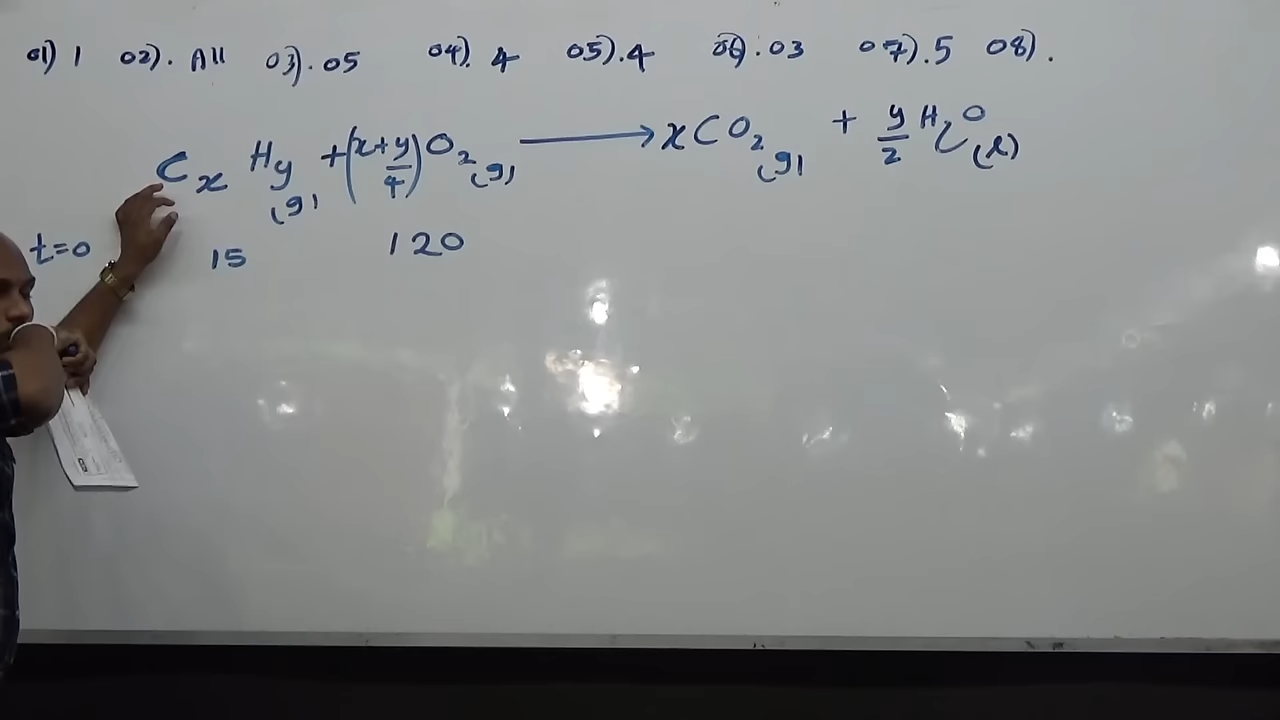 01) 1 02). All 03). 05 04). 4 05). 4 06). 03 07). 5 08).
CxHy(g) + (x+y/4)O2(g) → xCO2(g) + y/2 H2O(l)
t=0 15 120